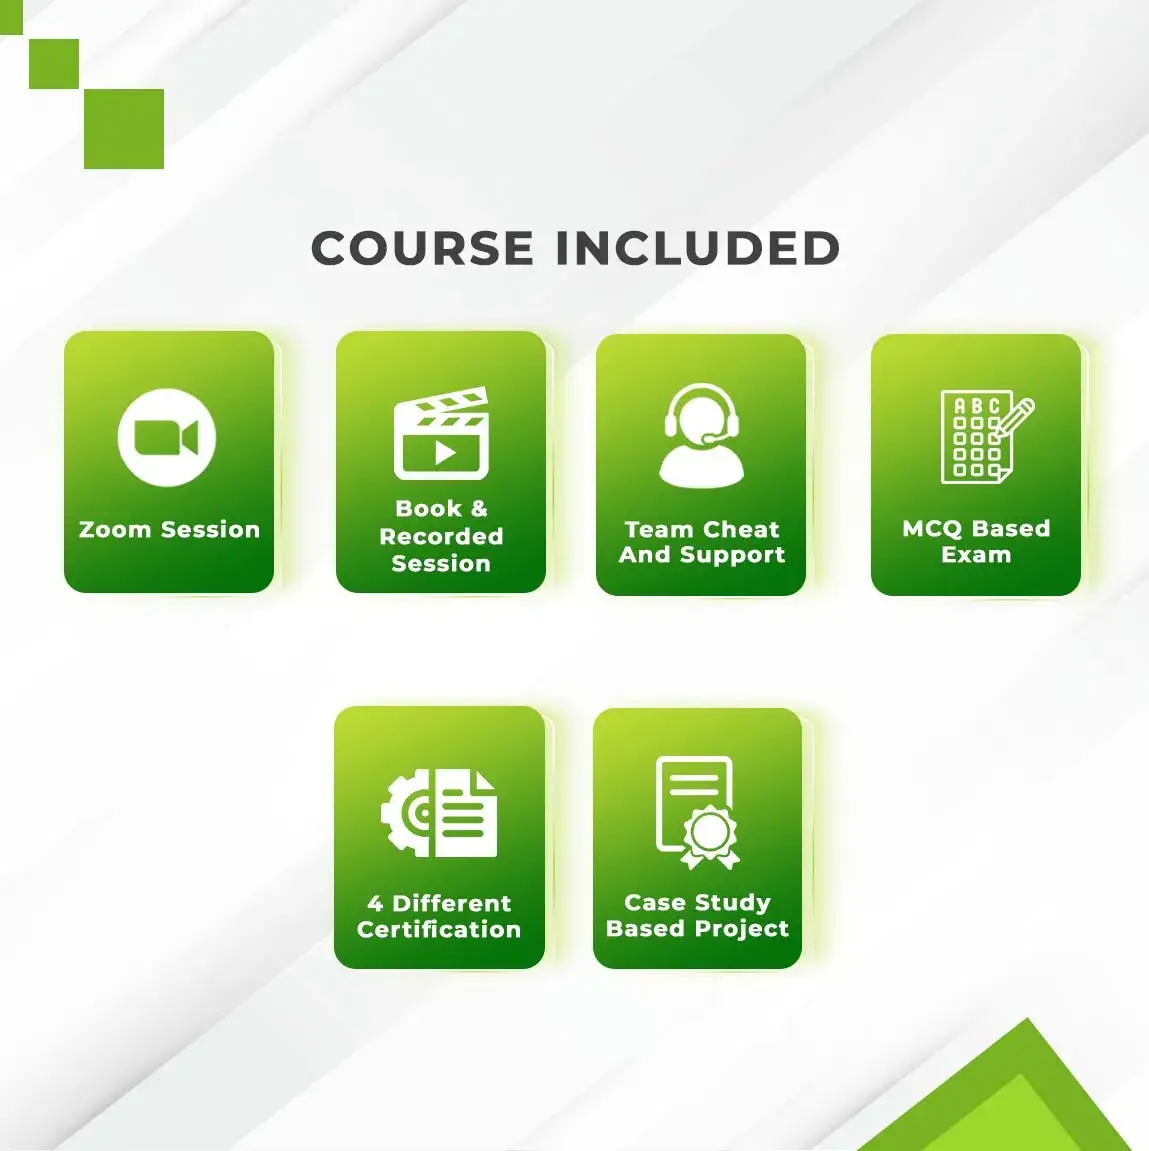 COURSE INCLUDED
Zoom Session
Book &
Recorded
Session
Team Cheat
And Support
ABC
MCQ Based
Exam
4 Different
Certification
Case Study
Based Project